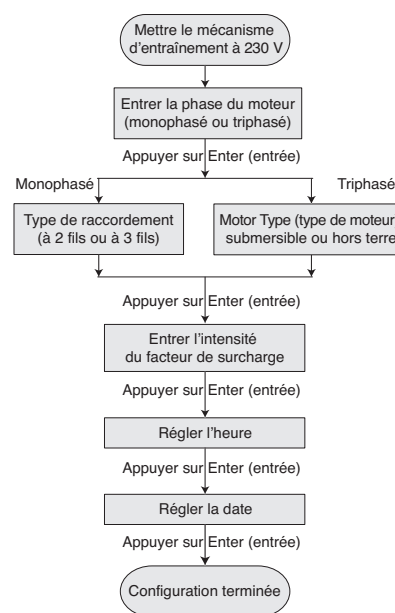 Mettre le mécanisme
d'entraînement à 230 V
Entrer la phase du moteur
(monophasé ou triphasé)
Appuyer sur Enter (entrée)
Monophasé
Triphasé
Type de raccordement
(à 2 fils ou à 3 fils)
Motor Type (type de moteur
submersible ou hors terre
Appuyer sur Enter (entrée)
Entrer l'intensité
du facteur de surcharge
Appuyer sur Enter (entrée)
Régler l'heure
Appuyer sur Enter (entrée)
Régler la date
Appuyer sur Enter (entrée)
Configuration terminée